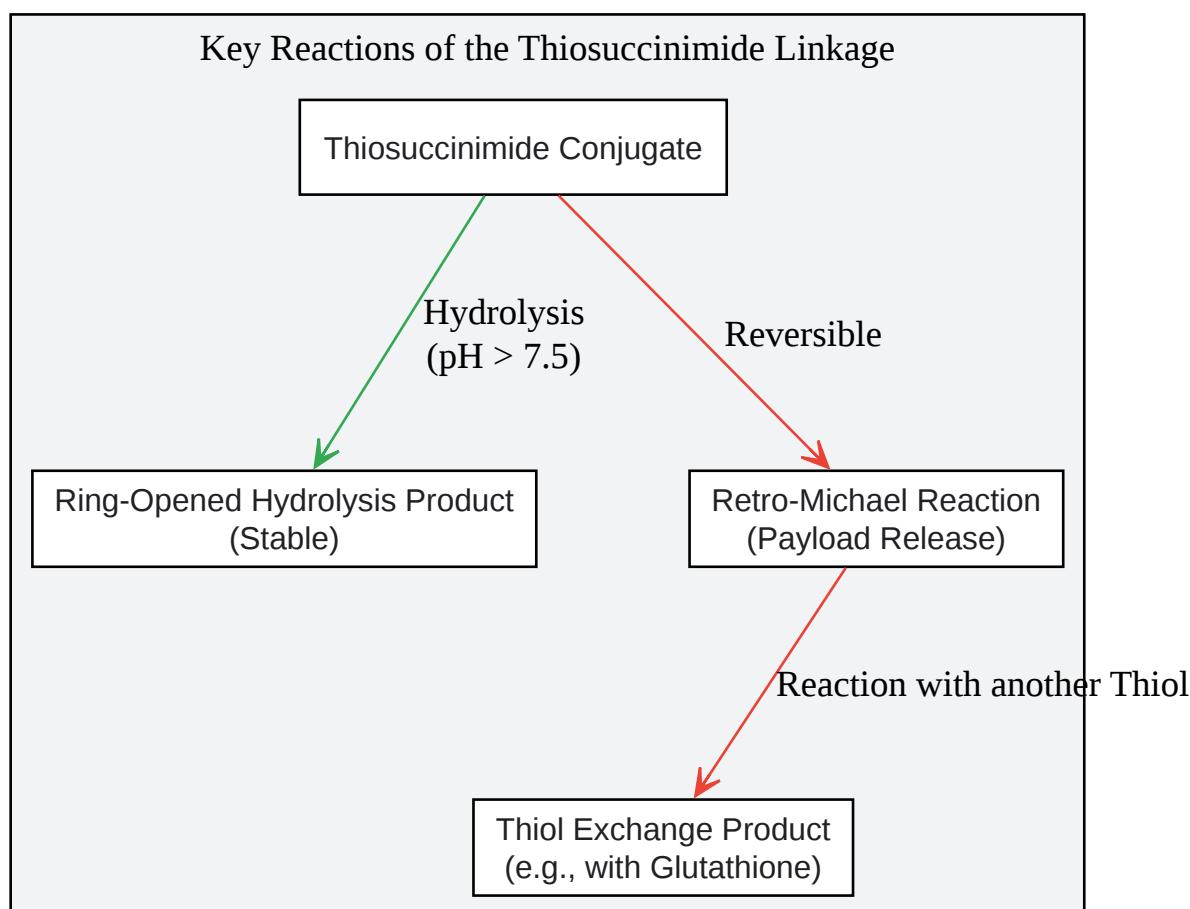 Key Reactions of the Thiosuccinimide Linkage
Thiosuccinimide Conjugate
Hydrolysis
(pH > 7.5)
Reversible
Ring-Opened Hydrolysis Product
(Stable)
Retro-Michael Reaction
(Payload Release)
Reaction with another Thiol
Thiol Exchange Product
(e.g., with Glutathione)